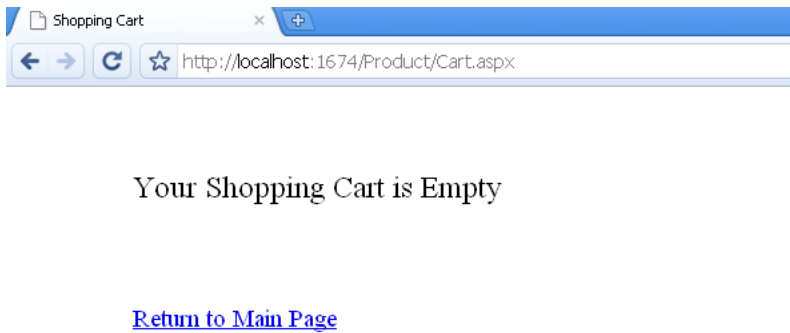 Shopping Cart
http://localhost:1674/Product/Cart.aspx
Your Shopping Cart is Empty
Return to Main Page